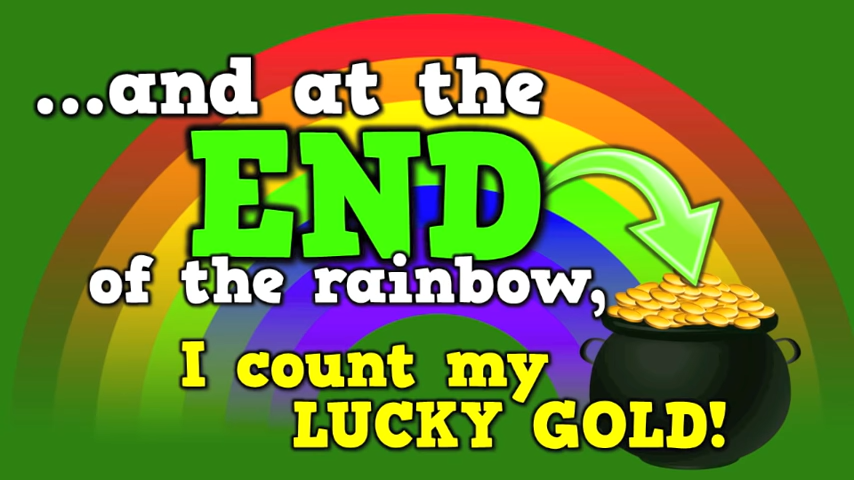 ...and at the
END
of the rainbow,
I count my
LUCKY GOLD!